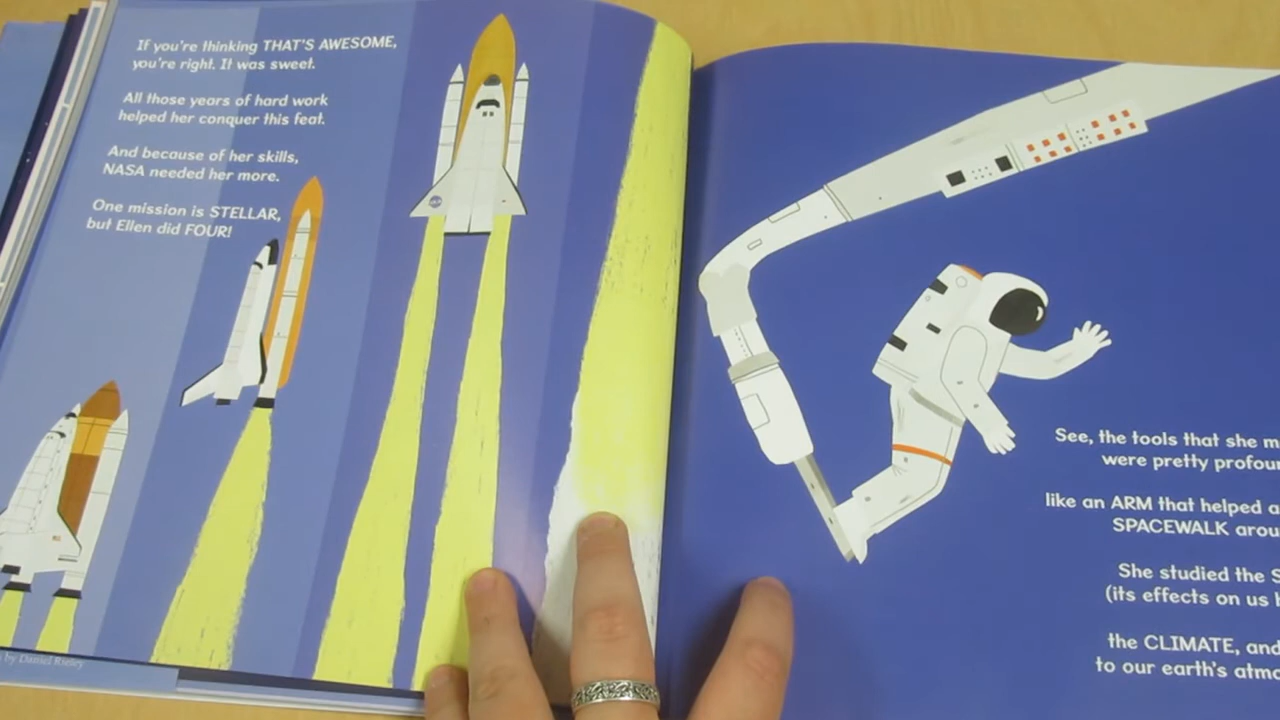 If you're thinking THAT'S AWESOME,
you're right. It was sweet.
All those years of hard work
helped her conquer this feat.
And because of her skills,
NASA needed her more.
One mission is STELLAR,
but Ellen did FOUR!
by Daniel Rieley
See, the tools that she
were pretty
like an ARM that helped
SPACEWALK
She studied the
(its effects on us
the CLIMATE, and
to our earth's